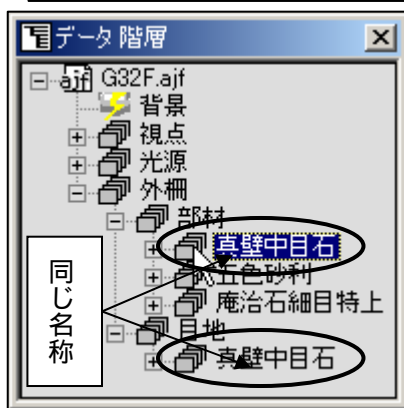 データ階層
G32F.ajf
背景
視点
光源
外柵
部材
真壁中目石
五色砂利
庵治石細目特上
目地
真壁中目石
同じ名称